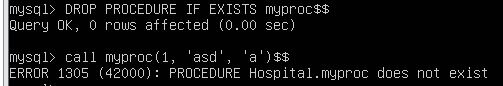 mysql> DROP PROCEDURE IF EXISTS myproc$$
Query OK, 0 rows affected (0.00 sec)
mysql> call myproc(1, 'asd', 'a')$$
ERROR 1305 (42000): PROCEDURE Hospital.myproc does not exist